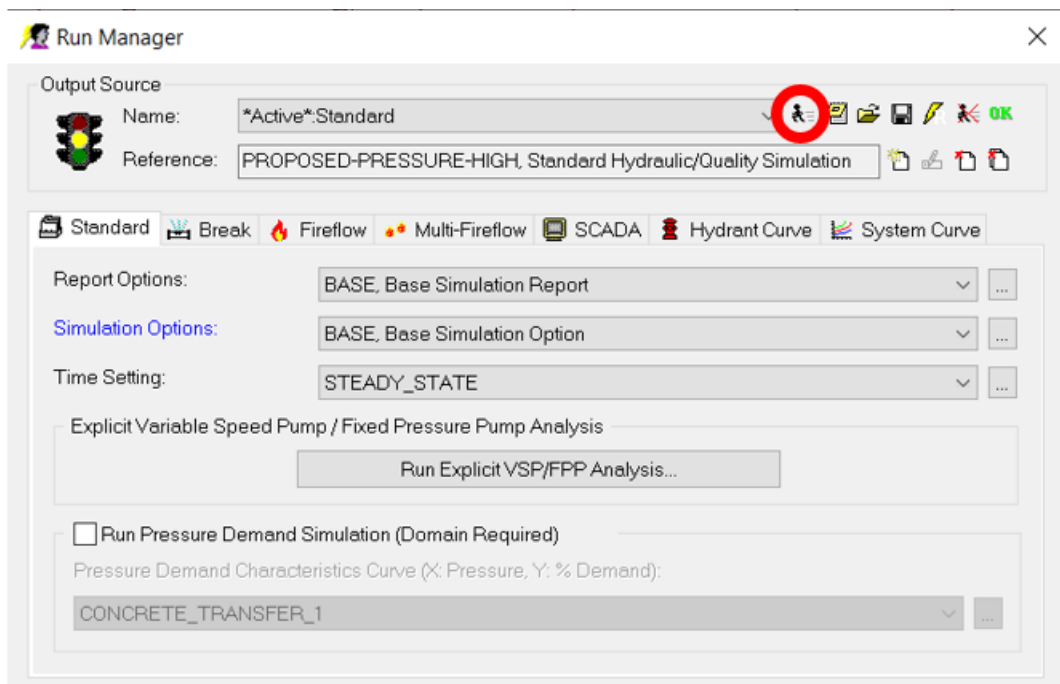 Run Manager
Output Source
Name: *Active*:Standard OK
Reference: PROPOSED-PRESSURE-HIGH, Standard Hydraulic/Quality Simulation
Standard Break Fireflow Multi-Fireflow SCADA Hydrant Curve System Curve
Report Options: BASE, Base Simulation Report ...
Simulation Options: BASE, Base Simulation Option ...
Time Setting: STEADY_STATE ...
Explicit Variable Speed Pump / Fixed Pressure Pump Analysis
Run Explicit VSP/FPP Analysis...
Run Pressure Demand Simulation (Domain Required)
Pressure Demand Characteristics Curve (X: Pressure, Y: % Demand):
CONCRETE_TRANSFER_1 ...